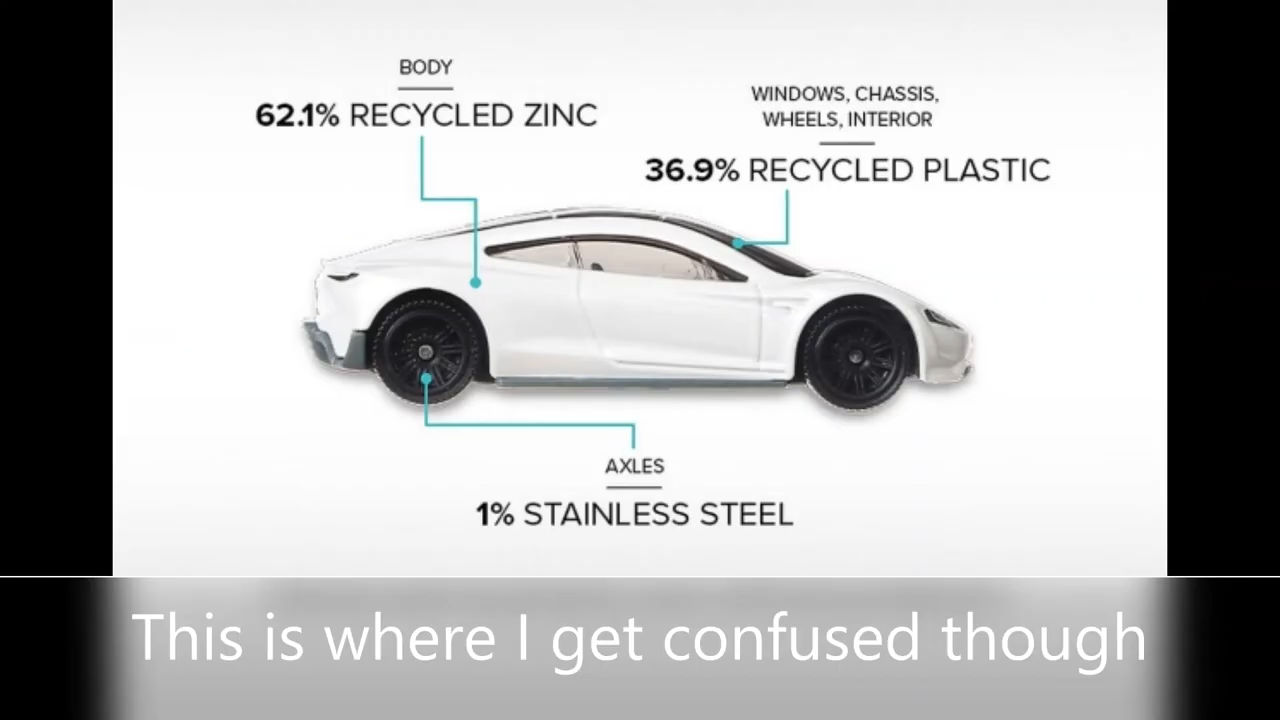 BODY
62.1% RECYCLED ZINC
WINDOWS, CHASSIS,
WHEELS, INTERIOR
36.9% RECYCLED PLASTIC
AXLES
1% STAINLESS STEEL
This is where I get confused though